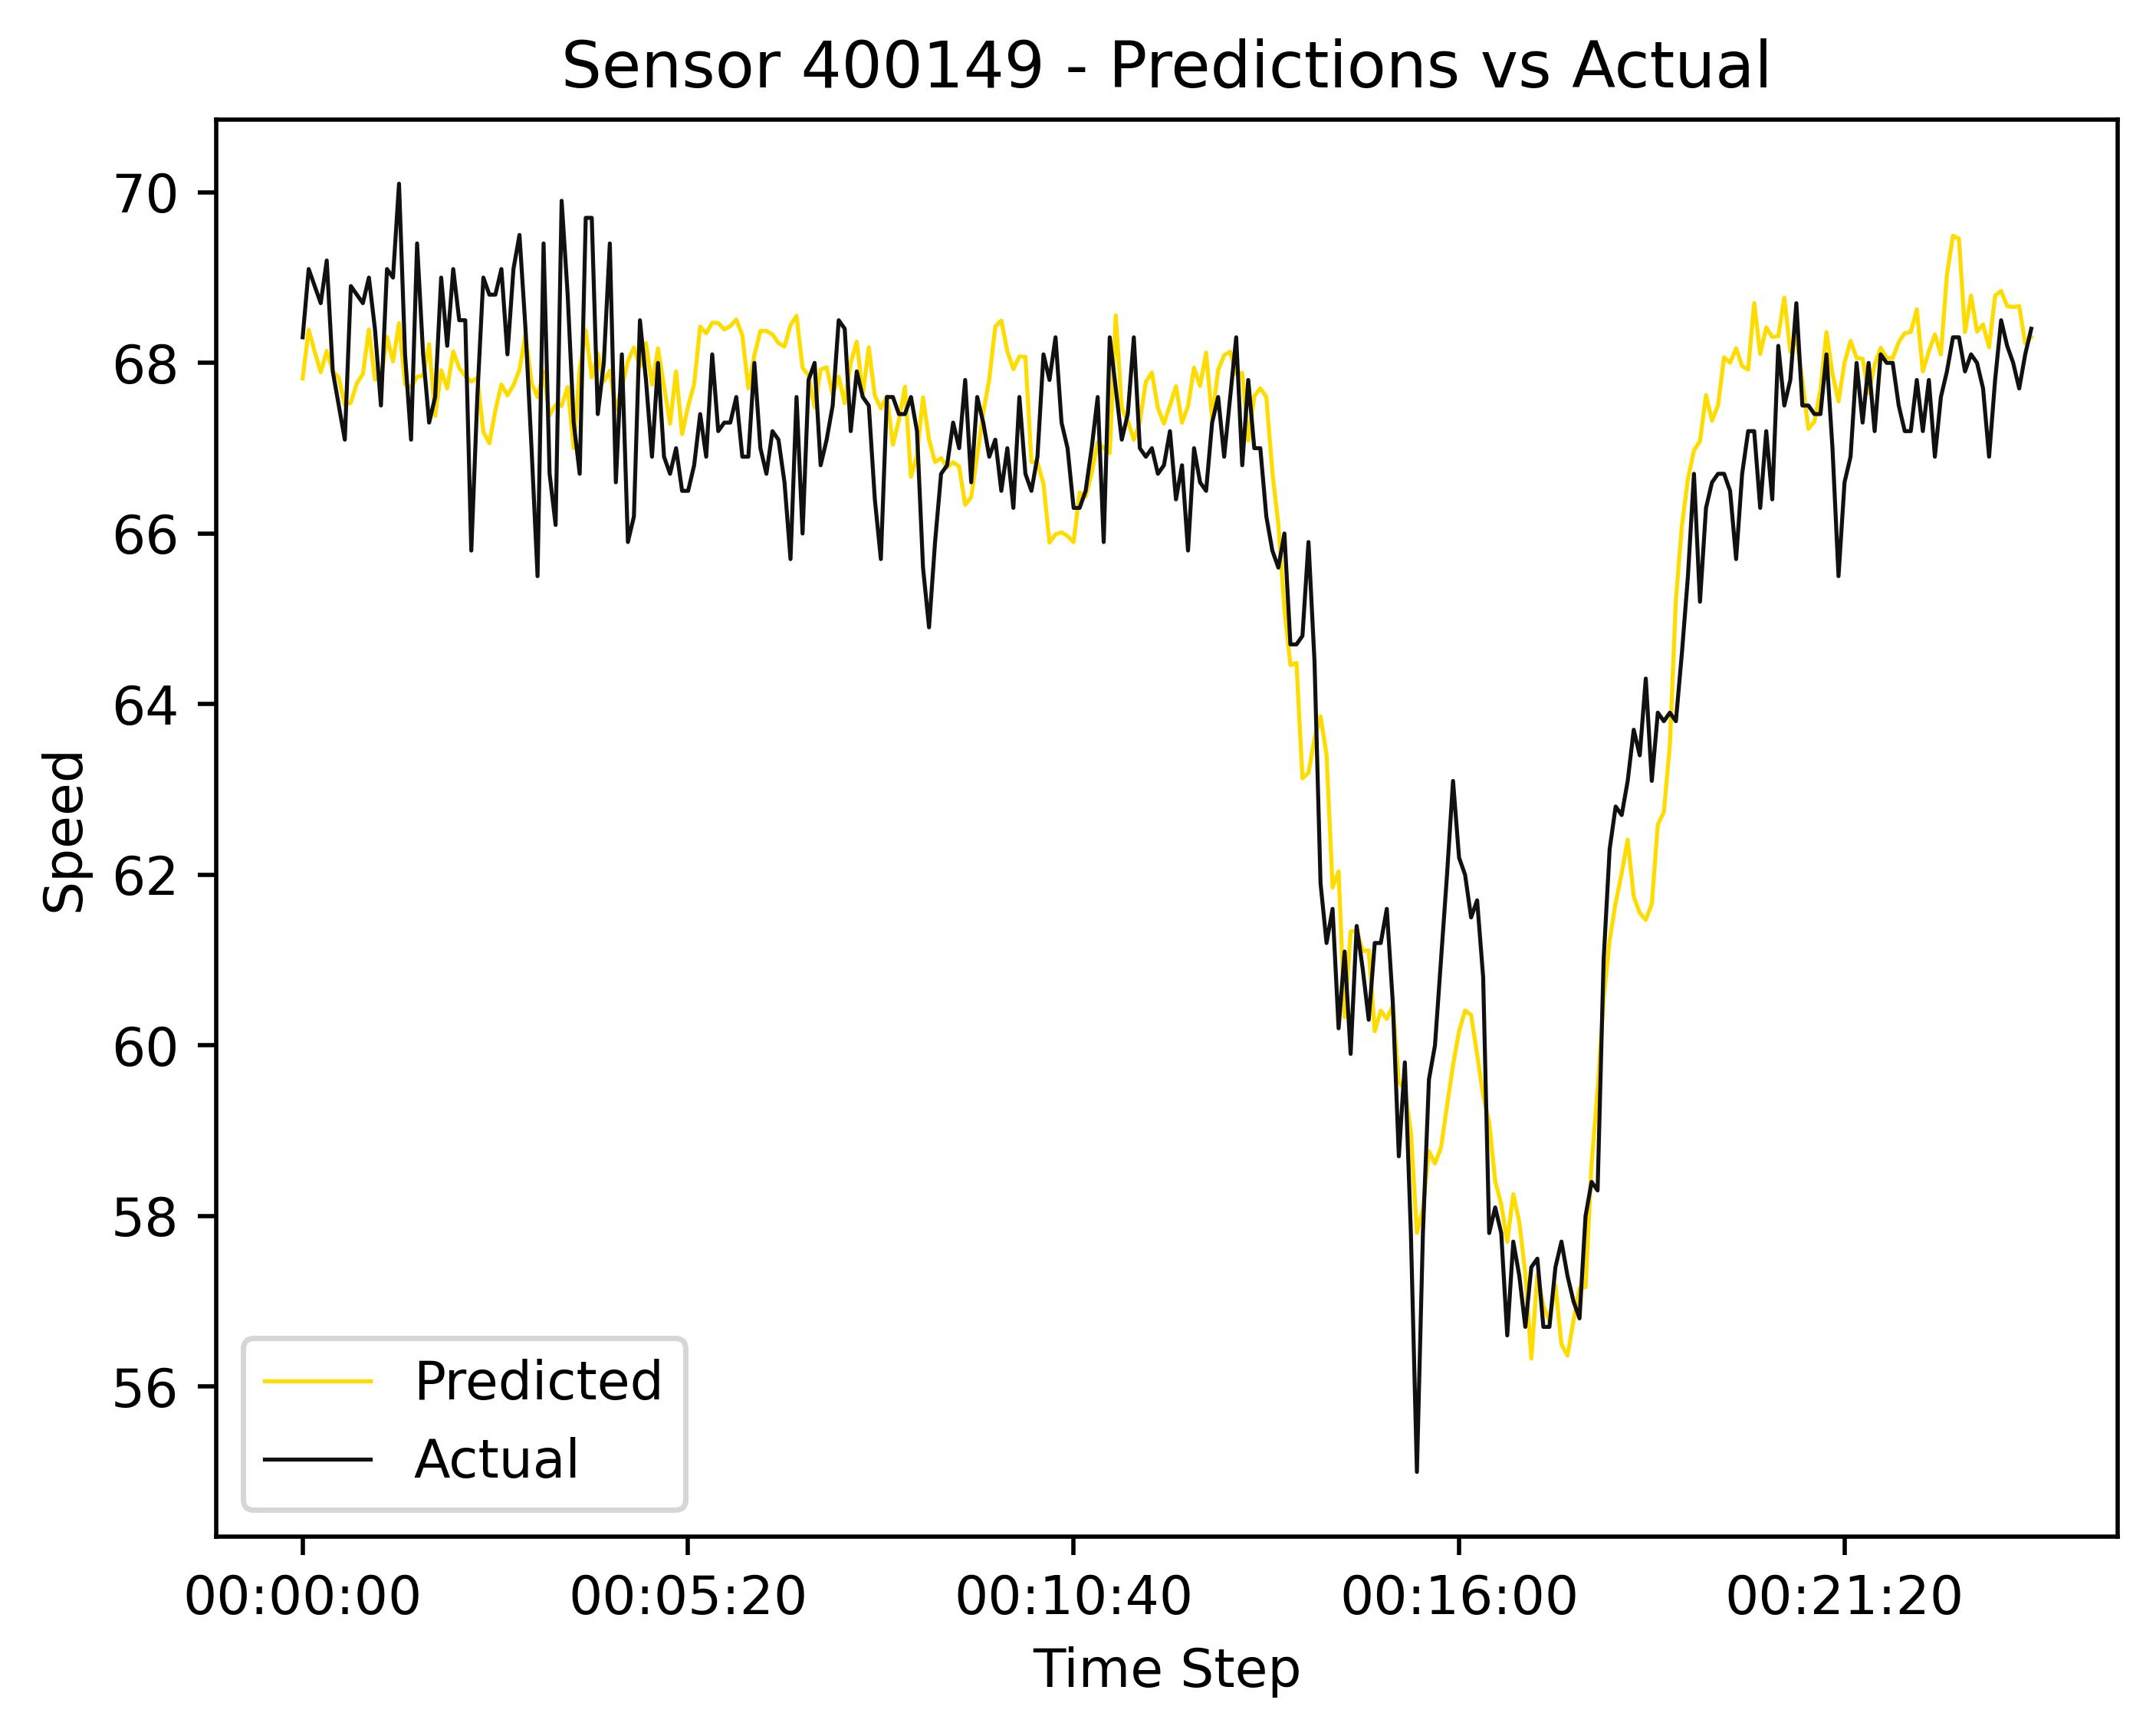 Sensor 400149 - Predictions vs Actual
70
68
66
64
62
60
58
56
Speed
Predicted
Actual
00:00:00 00:05:20 00:10:40 00:16:00 00:21:20
Time Step